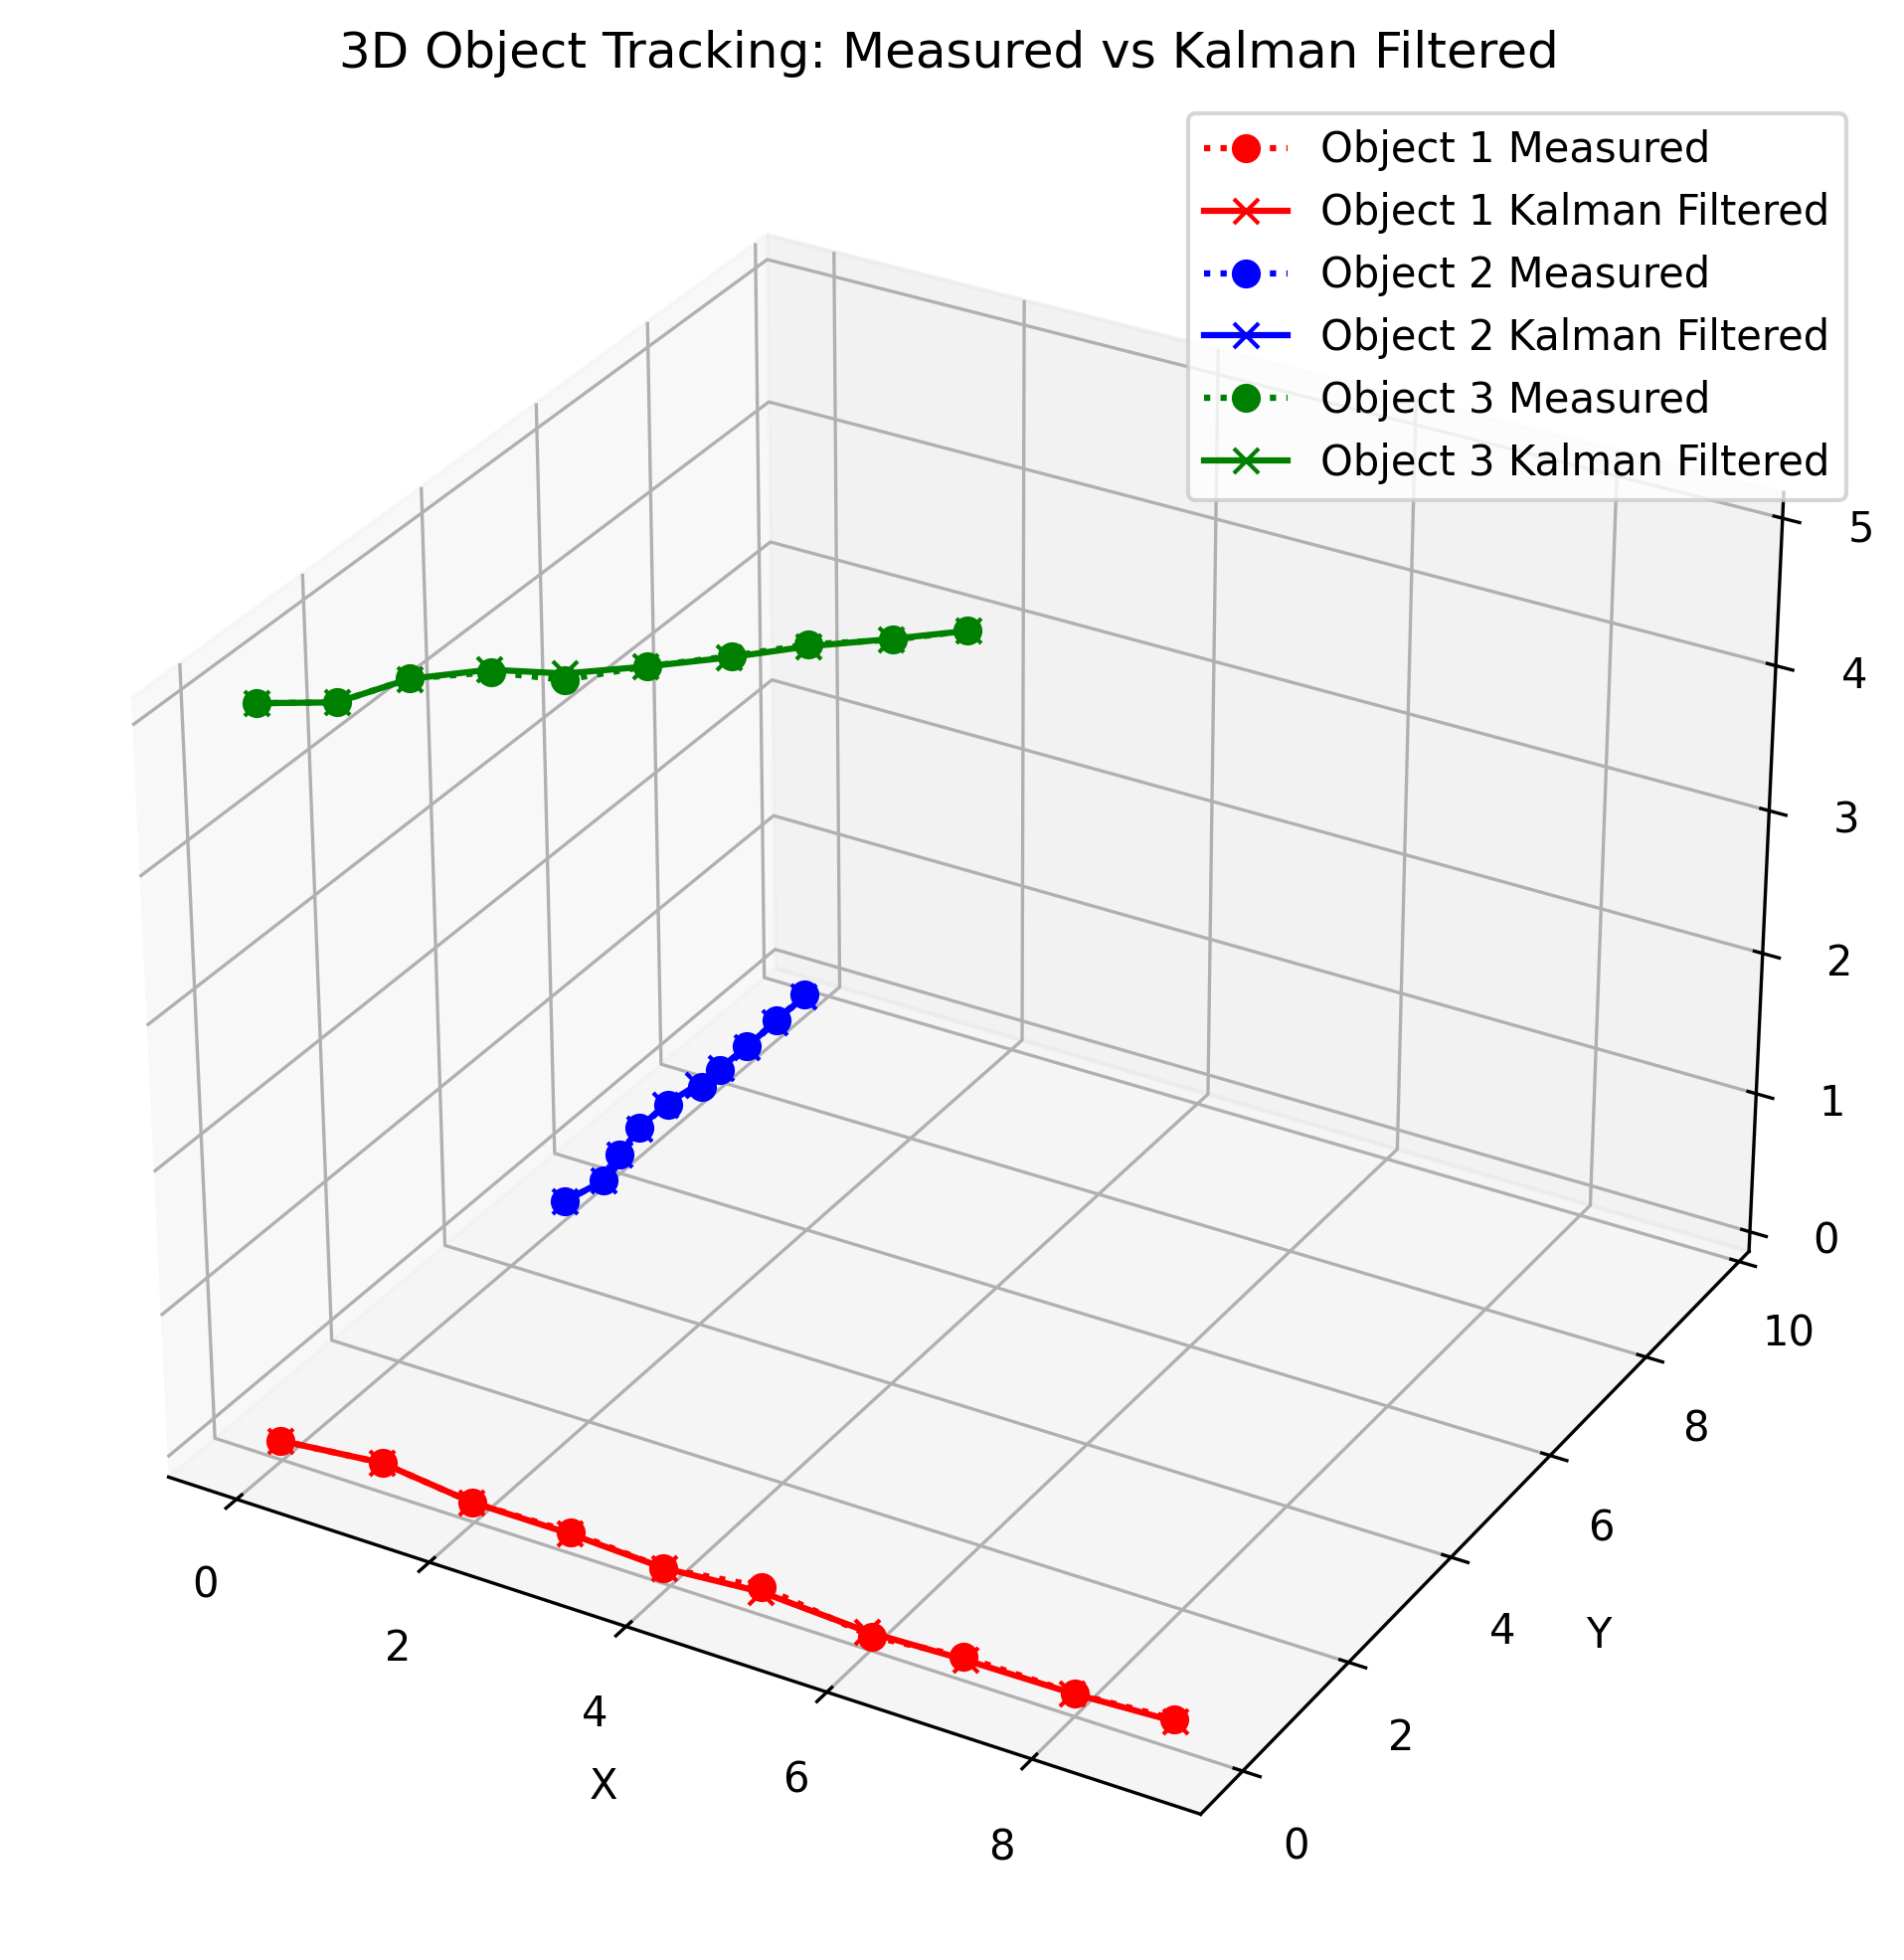 3D Object Tracking: Measured vs Kalman Filtered
Object 1 Measured
Object 1 Kalman Filtered
Object 2 Measured
Object 2 Kalman Filtered
Object 3 Measured
Object 3 Kalman Filtered
5
4
3
2
1
0
10
8
6
4
2
0
Y
0
2
4
6
8
X